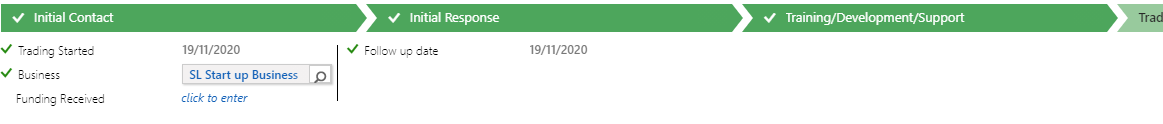 Initial Contact
Initial Response
Training/Development/Support
Trad
Trading Started 19/11/2020
Follow up date 19/11/2020
Business SL Start up Business
Funding Received click to enter